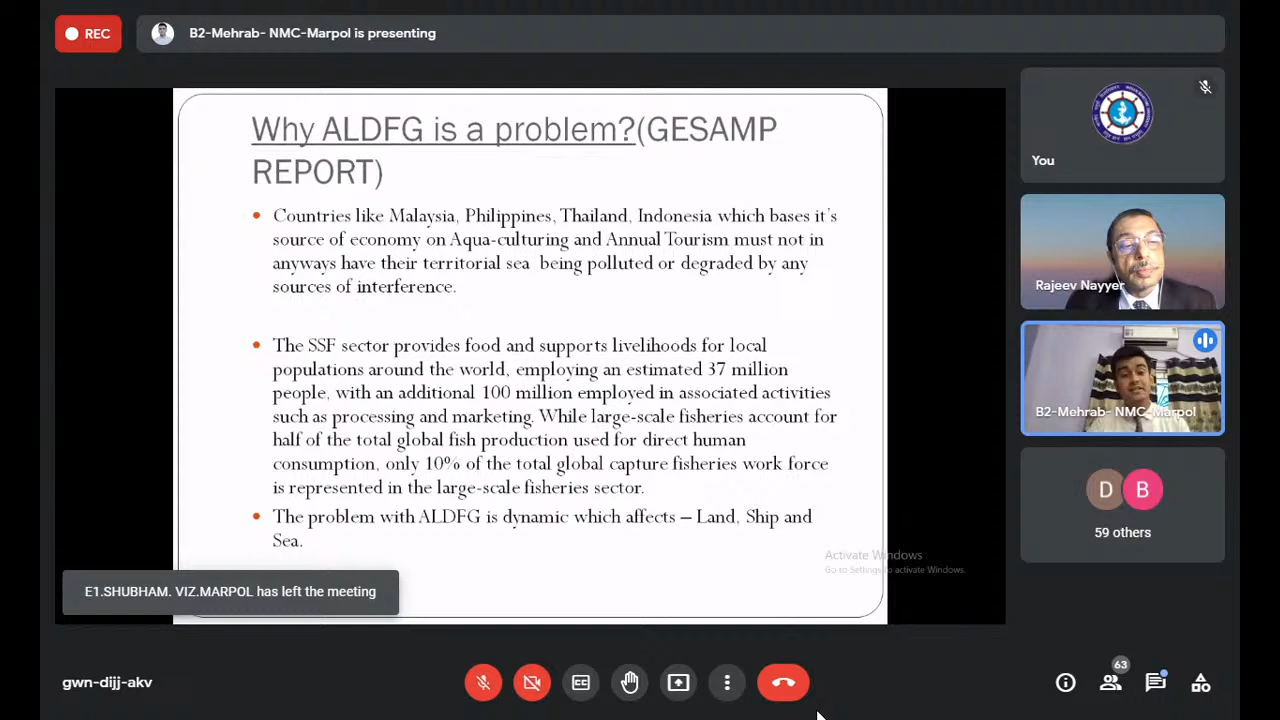 REC
B2-Mehrab- NMC-Marpol is presenting
Why ALDFG is a problem?(GESAMP
REPORT)
• Countries like Malaysia, Philippines, Thailand, Indonesia which bases it's
source of economy on Aqua-culturing and Annual Tourism must not in
anyways have their territorial sea being polluted or degraded by any
sources of interference.
• The SSF sector provides food and supports livelihoods for local
populations around the world, employing an estimated 37 million
people, with an additional 100 million employed in associated activities
such as processing and marketing. While large-scale fisheries account for
half of the total global fish production used for direct human
consumption, only 10% of the total global capture fisheries work force
is represented in the large-scale fisheries sector.
• The problem with ALDFG is dynamic which affects – Land, Ship and
Sea.
Activate Windows
Go to Settings to activate Windows.
E1.SHUBHAM. VIZ.MARPOL has left the meeting
You
Rajeev Nayyer
B2-Mehrab- NMC-Marpol
D
B
59 others
gwn-dijj-akv
CC
63